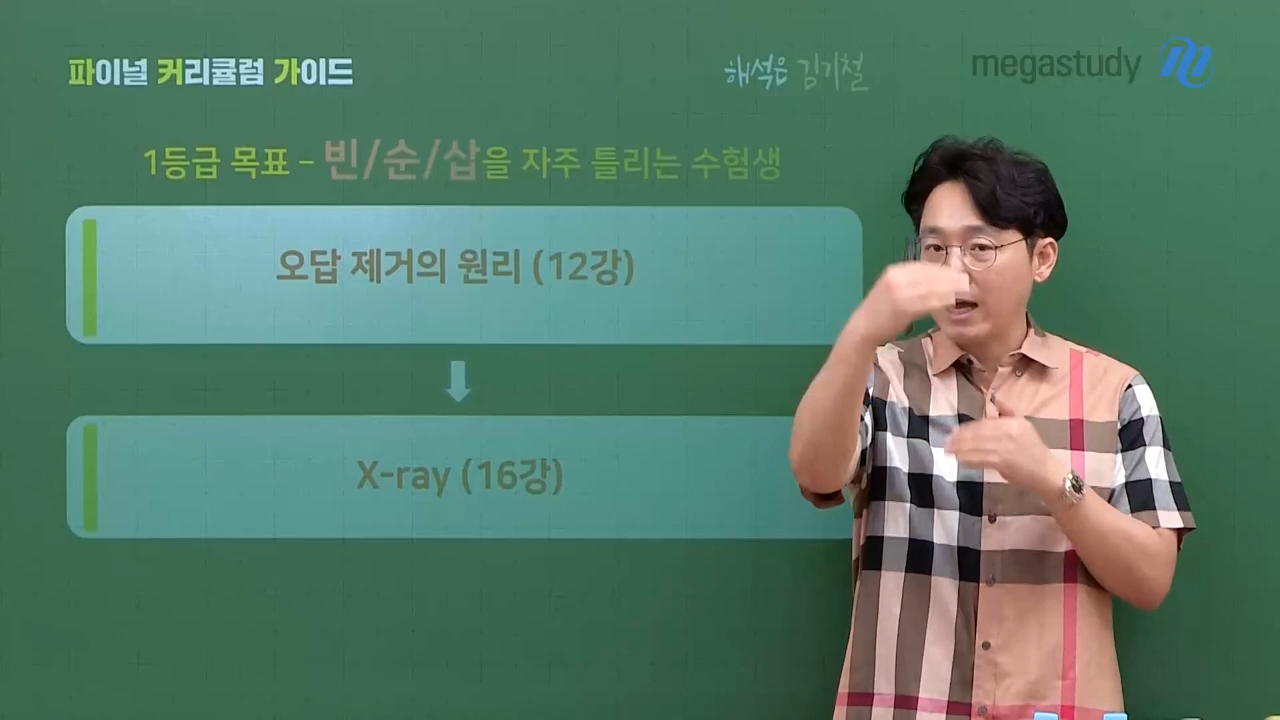 파이널 커리큘럼 가이드
해석은 김기철
megastudy
1등급 목표 – 빈/순/삽을 자주 틀리는 수험생
오답 제거의 원리 (12강)
X-ray (16강)